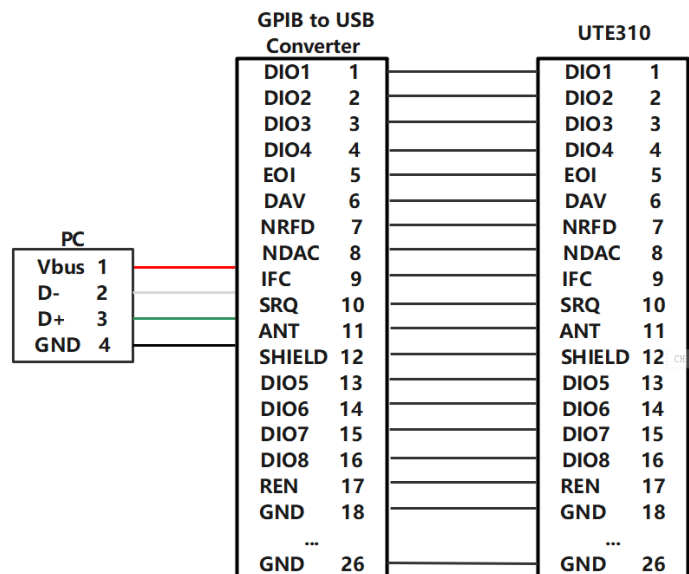 GPIB to USB
Converter
UTE310
PC
Vbus 1
D- 2
D+ 3
GND 4
DIO1 1
DIO2 2
DIO3 3
DIO4 4
EOI 5
DAV 6
NRFD 7
NDAC 8
IFC 9
SRQ 10
ANT 11
SHIELD 12
DIO5 13
DIO6 14
DIO7 15
DIO8 16
REN 17
GND 18
...
GND 26
DIO1 1
DIO2 2
DIO3 3
DIO4 4
EOI 5
DAV 6
NRFD 7
NDAC 8
IFC 9
SRQ 10
ANT 11
SHIELD 12
CH
DIO5 13
DIO6 14
DIO7 15
DIO8 16
REN 17
GND 18
...
GND 26